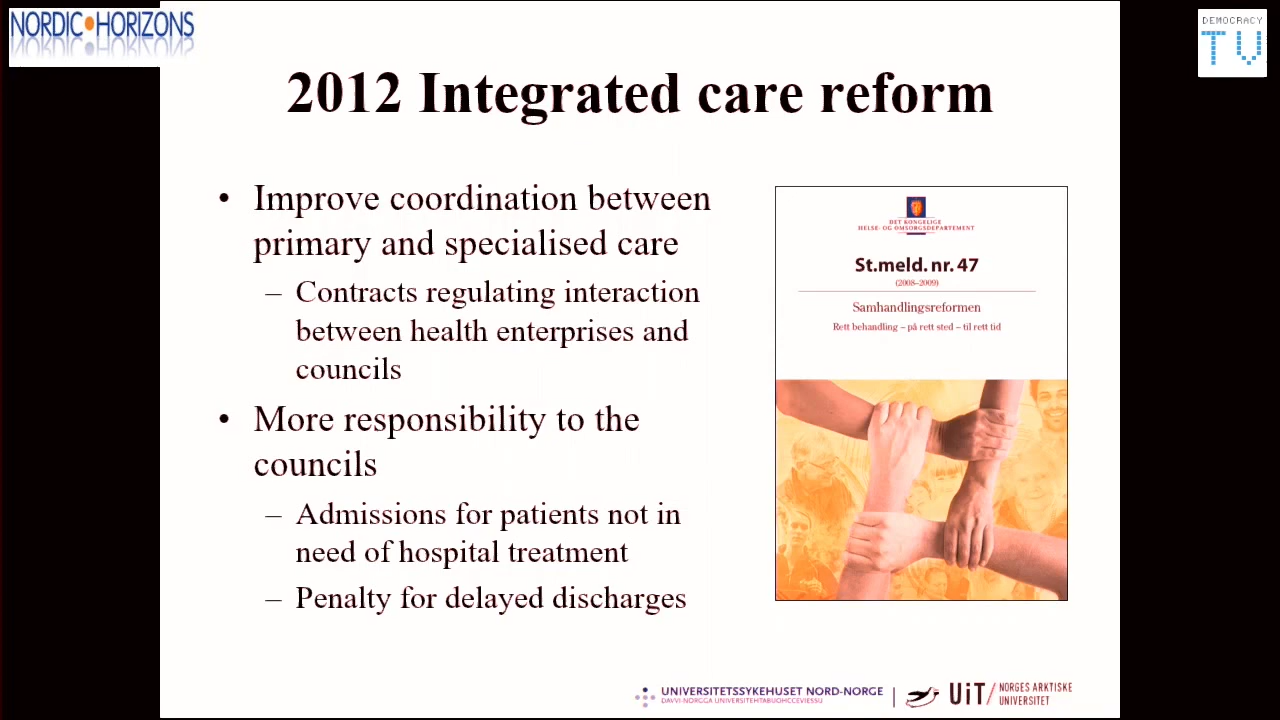 NORDIC•HORIZONS
DEMOCRACY
TV
2012 Integrated care reform
• Improve coordination between
primary and specialised care
– Contracts regulating interaction
between health enterprises and
councils
• More responsibility to the
councils
– Admissions for patients not in
need of hospital treatment
– Penalty for delayed discharges
DET KONGELIGE
HELSE- OG OMSORGSDEPARTEMENT
St.meld. nr. 47
(2008–2009)
Samhandlingsreformen
Rett behandling – på rett sted – til rett tid
UNIVERSITETSSYKEHUSET NORD-NORGE
DAVVI-NORGGA UNIVERSITEHTABUOHCCEVIESSU
UiT / NORGES ARKTISKE
UNIVERSITET